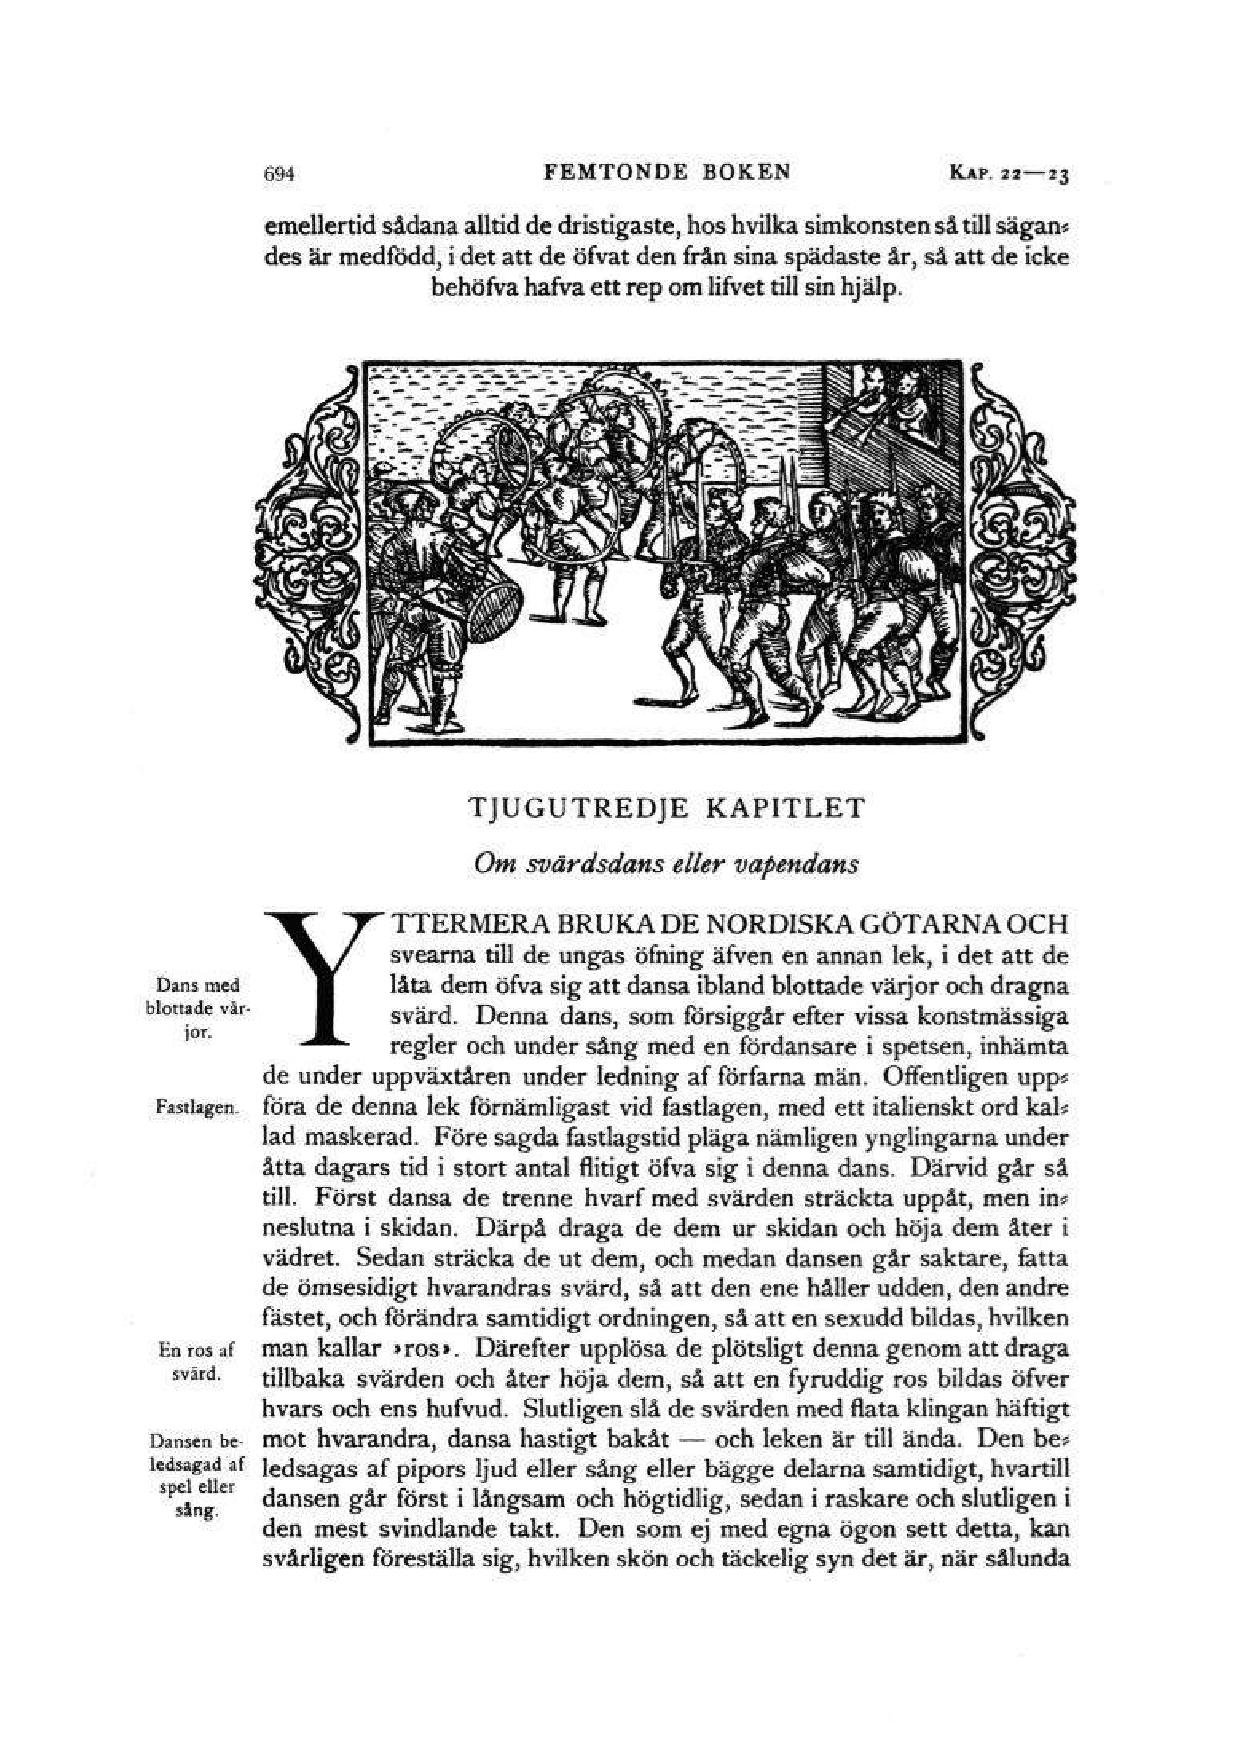 694 FEMTONDE BOKEN KAP. 22—23
emellertid sådana alltid de dristigaste, hos hvilka simkonsten så till sägan-
des är medfödd, i det att de öfvat den från sina spädaste år, så att de icke
behöfva hafva ett rep om lifvet till sin hjälp.
TJUGUTREDJE KAPITLET
Om svärdsdans eller vapendans
YTTERMERA BRUKA DE NORDISKA GÖTARNA OCH
svearna till de ungas öfning äfven en annan lek, i det att de
Dans med
blottade vär-
jor.
låta dem öfva sig att dansa ibland blottade värjor och dragna
svärd. Denna dans, som försiggår efter vissa konstmässiga
regler och under sång med en fördansare i spetsen, inhämta
de under uppväxtåren under ledning af förfarna män. Offentligen upp-
Fastlagen.
föra de denna lek förnämligast vid fastlagen, med ett italienskt ord kal-
lad maskerad. Före sagda fastlagstid pläga nämligen ynglingarna under
åtta dagars tid i stort antal flitigt öfva sig i denna dans. Därvid går så
till. Först dansa de trenne hvarf med svärden sträckta uppåt, men in-
neslutna i skidan. Därpå draga de dem ur skidan och höja dem åter i
vädret. Sedan sträcka de ut dem, och medan dansen går saktare, fatta
de ömsesidigt hvarandras svärd, så att den ene håller udden, den andre
fästet, och förändra samtidigt ordningen, så att en sexudd bildas, hvilken
En ros af
svärd.
man kallar »ros». Därefter upplösa de plötsligt denna genom att draga
tillbaka svärden och åter höja dem, så att en fyruddig ros bildas öfver
hvars och ens hufvud. Slutligen slå de svärden med flata klingan häftigt
Dansen be-
ledsagad af
spel eller
sång.
mot hvarandra, dansa hastigt bakåt — och leken är till ända. Den be-
ledsagas af pipors ljud eller sång eller bägge delarna samtidigt, hvartill
dansen går först i långsam och högtidlig, sedan i raskare och slutligen i
den mest svindlande takt. Den som ej med egna ögon sett detta, kan
svårligen föreställa sig, hvilken skön och täckelig syn det är, när sålunda